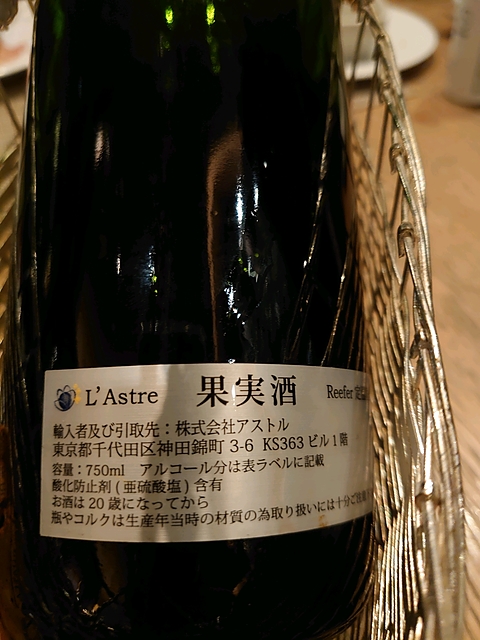 L'Astre 果実酒 Reefer
輸入者及び引取先：株式会社アストル
東京都千代田区神田錦町 3-6 KS363 ビル1階
容量：750ml アルコール分は表ラベルに記載
酸化防止剤 ( 亜硫酸塩 ) 含有
お酒は 20 歳になってから
瓶やコルクは生産年当時の材質の為取り扱いには十分ご